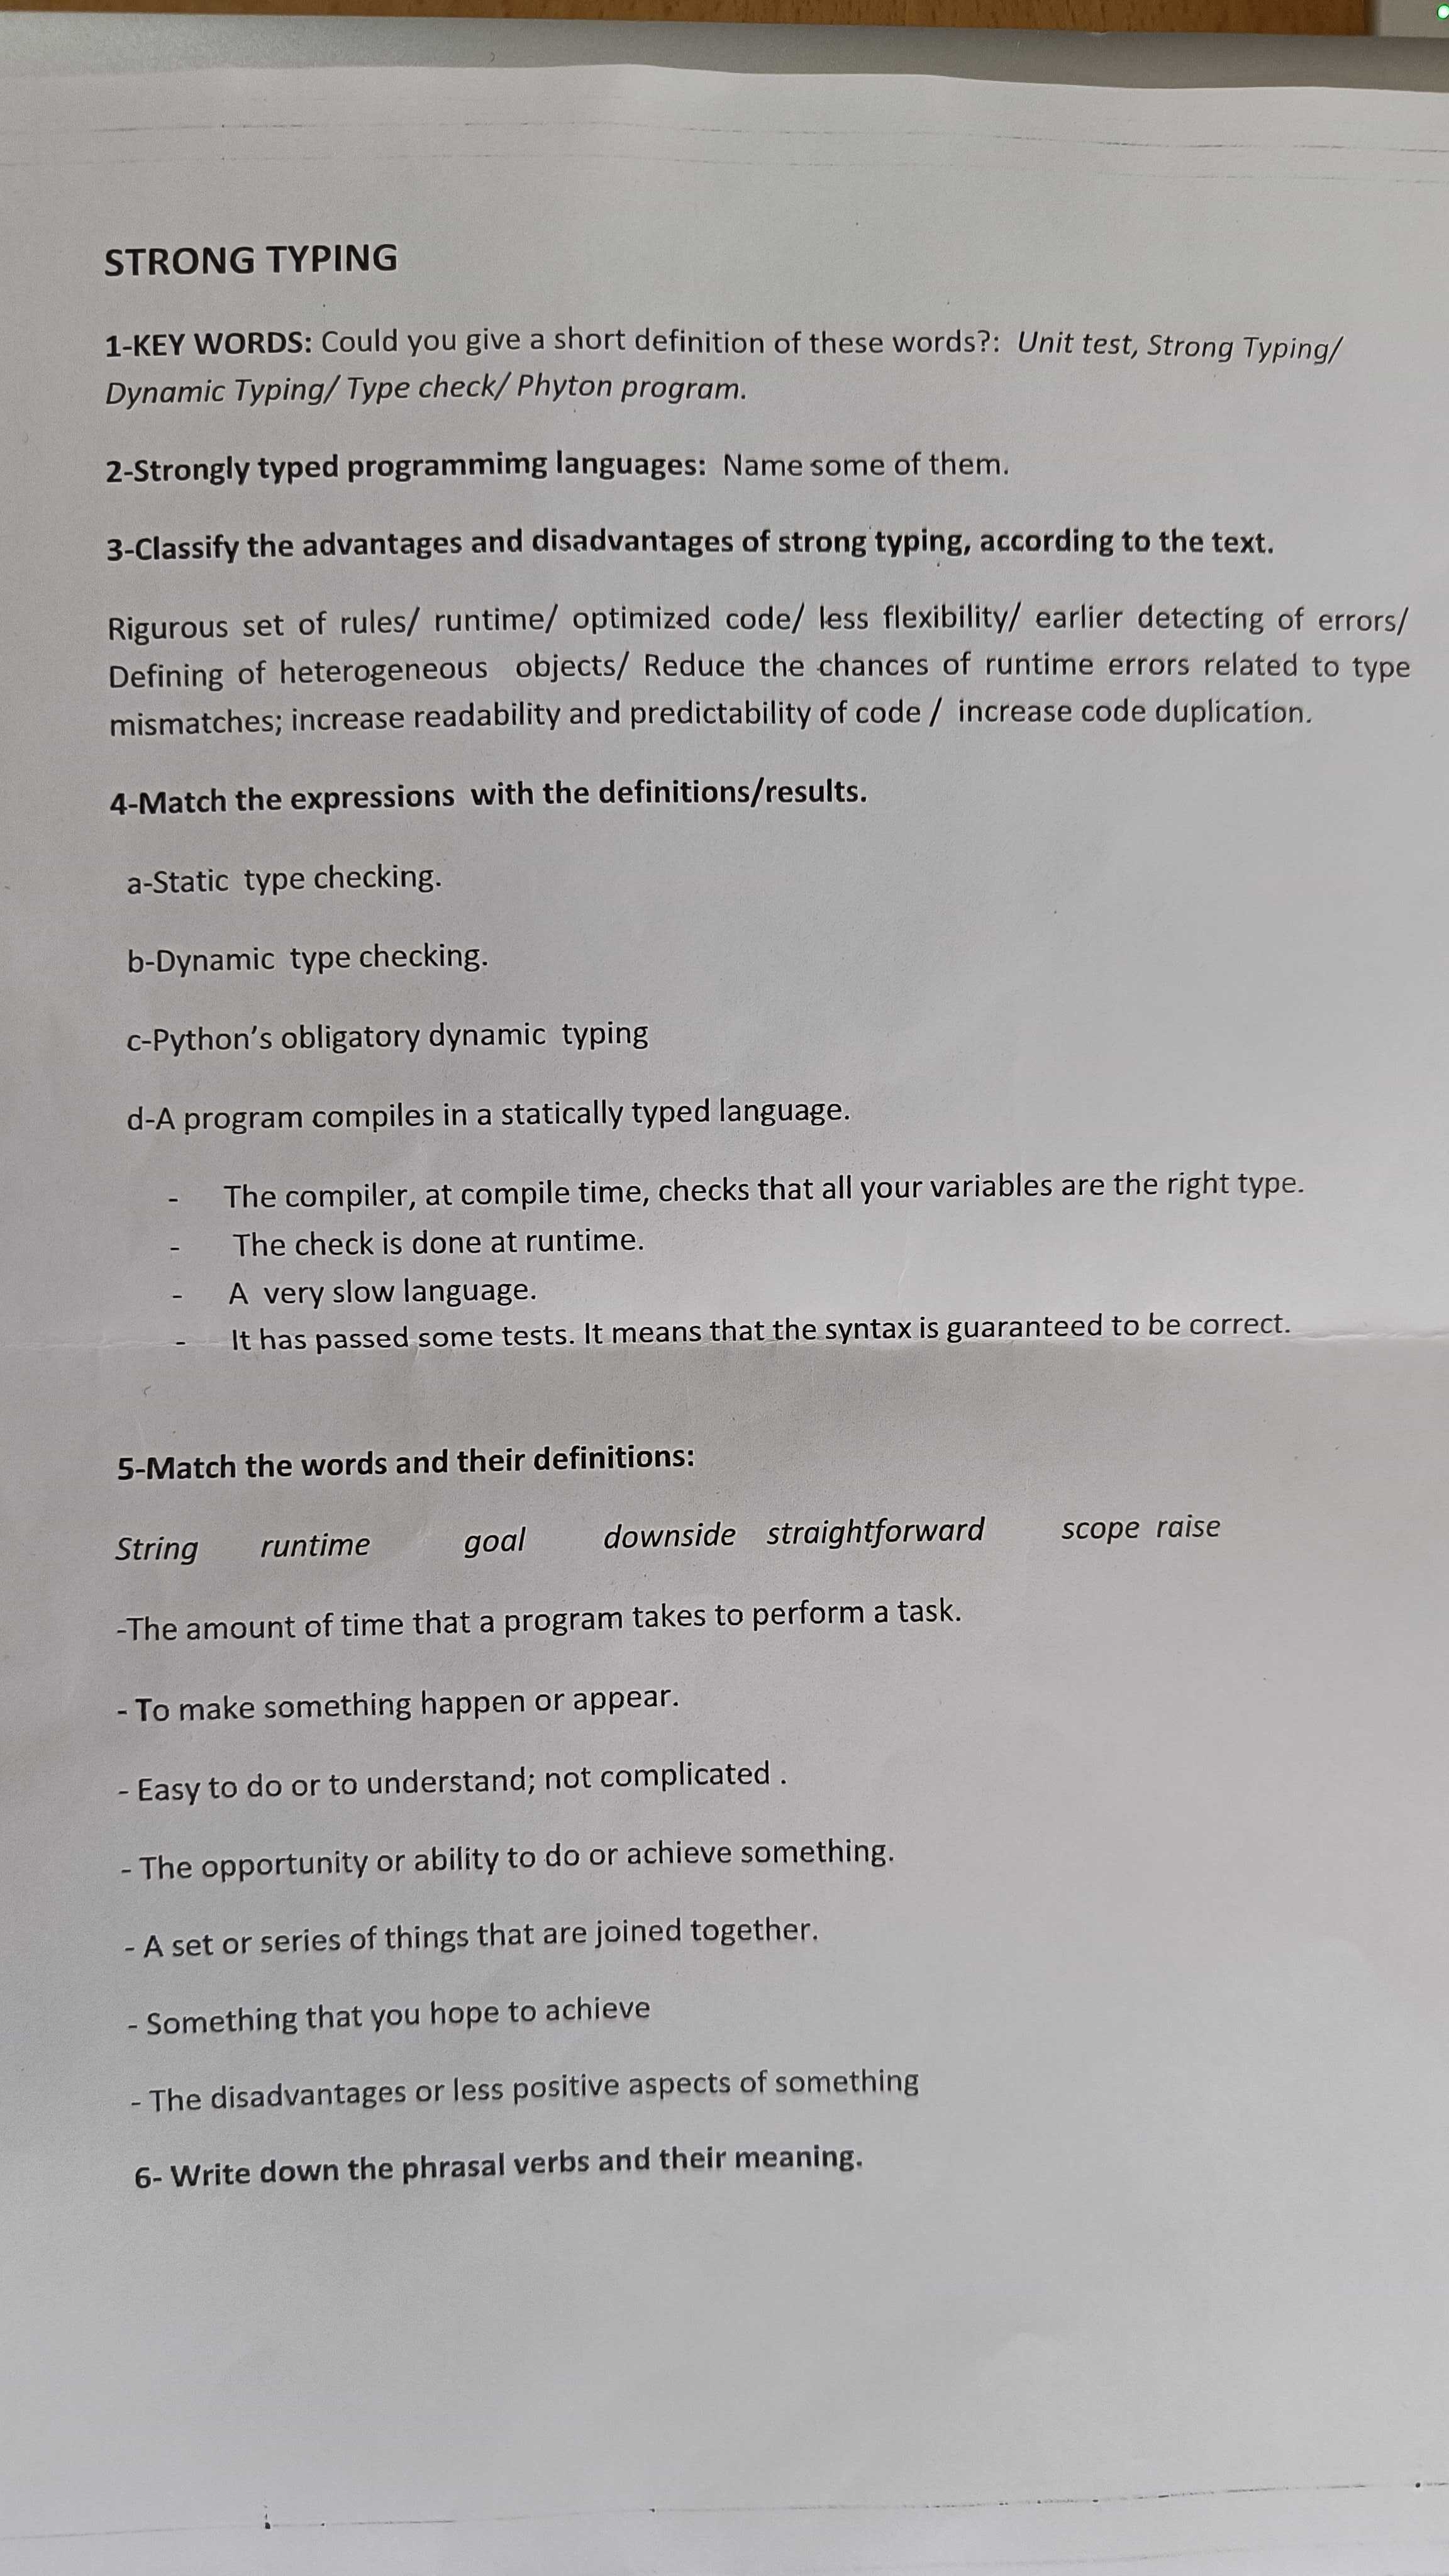 STRONG TYPING
1-KEY WORDS: Could you give a short definition of these words?: Unit test, Strong Typing/
Dynamic Typing/ Type check/ Phyton program.
2-Strongly typed programmimg languages: Name some of them.
3-Classify the advantages and disadvantages of strong typing, according to the text.
Rigurous set of rules/ runtime/ optimized code/ less flexibility/ earlier detecting of errors/
Defining of heterogeneous objects/ Reduce the chances of runtime errors related to type
mismatches; increase readability and predictability of code / increase code duplication.
4-Match the expressions with the definitions/results.
a-Static type checking.
b-Dynamic type checking.
c-Python's obligatory dynamic typing
d-A program compiles in a statically typed language.
- The compiler, at compile time, checks that all your variables are the right type.
- The check is done at runtime.
- A very slow language.
- It has passed some tests. It means that the syntax is guaranteed to be correct.
5-Match the words and their definitions:
String runtime goal downside straightforward scope raise
-The amount of time that a program takes to perform a task.
- To make something happen or appear.
- Easy to do or to understand; not complicated .
- The opportunity or ability to do or achieve something.
- A set or series of things that are joined together.
- Something that you hope to achieve
- The disadvantages or less positive aspects of something
6- Write down the phrasal verbs and their meaning.